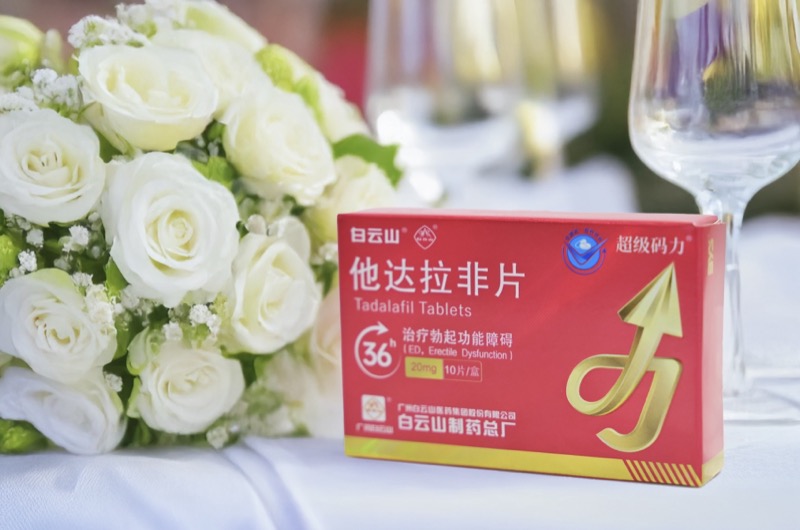 白云山®
超级码力®
他达拉非片
Tadalafil Tablets
36h
治疗勃起功能障碍
(ED, Erectile Dysfunction)
20mg 10片/盒
广州白云山医药集团股份有限公司
白云山制药总厂